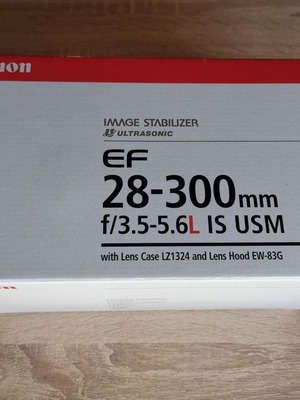 non
IMAGE STABILIZER
ULTRASONIC
EF
28-300mm
f/3.5-5.6L IS USM
with Lens Case LZ1324 and Lens Hood EW-83G